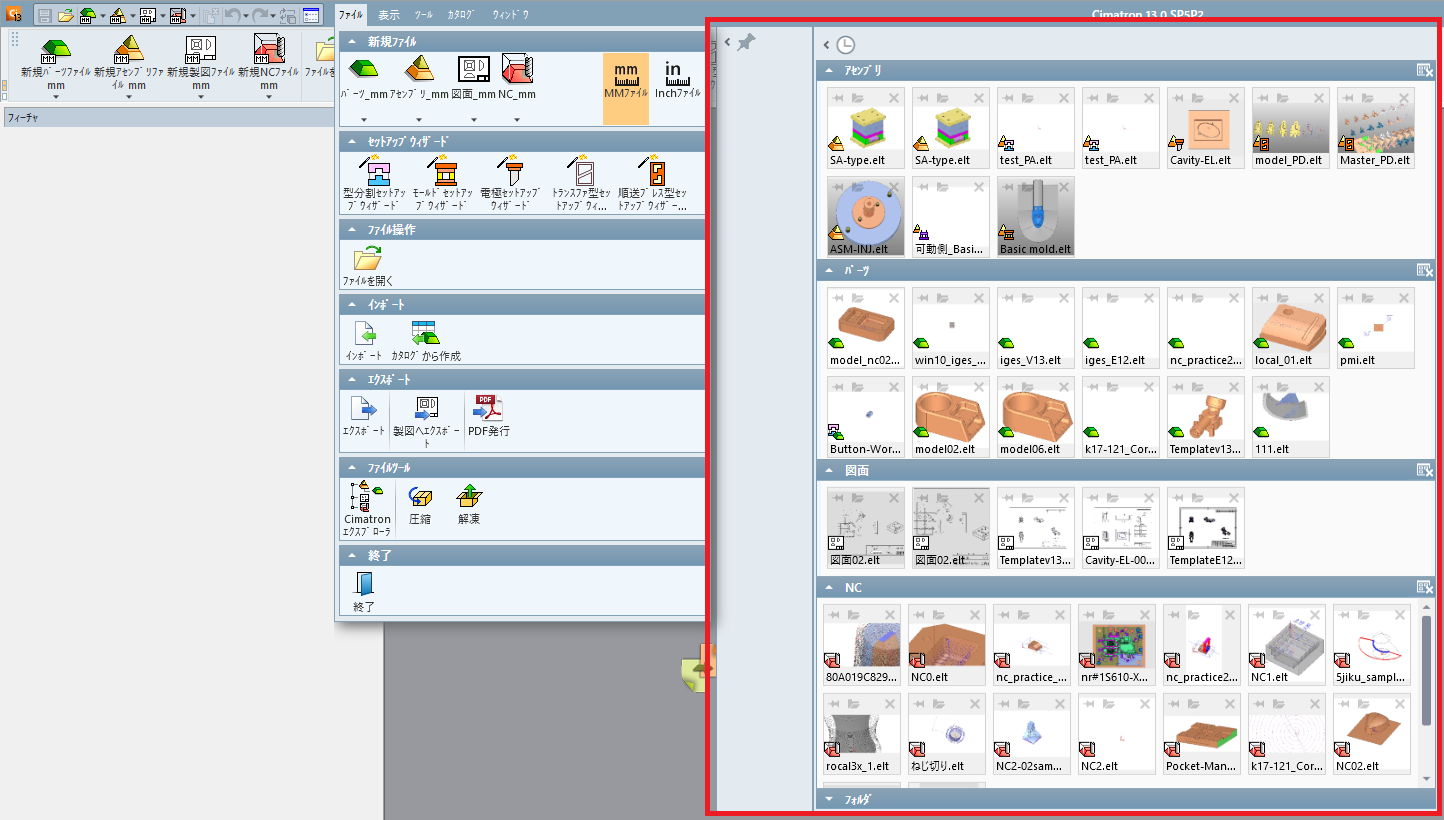 ファイル 表示 ツール カタログ ウィンドウ
Cimatron 13.0 SP5P2
新規パーツファイル
mm
新規アセンブリファ
イル mm
新規製図ファイル
mm
新規NCファイル
mm
ファイルを
フィーチャ
新規ファイル
パーツ_mm アセンブリ_mm 図面_mm NC_mm
mm
MMファイル
in
Inchファイル
セットアップ ウィザード
型分割セットアッ
プ ウィザード
モールド セットアッ
プ ウィザード
電極セットアップ
ウィザード
トランスファ型セッ
トアップ ウィ...
順送プレス型セッ
トアップ ウィザー...
ファイル操作
ファイルを開く
インポート
インポート カタログ から作成
エクスポート
エクスポート
製図へエクスポー
ト
PDF発行
ファイルツール
Cimatron
エクスプローラ
圧縮 解凍
終了
終了
アセンブリ
SA-type.elt SA-type.elt test_PA.elt test_PA.elt Cavity-EL.elt model_PD.elt Master_PD.elt
ASM-INJ.elt 可動側_Basi... Basic mold.elt
パーツ
model_nc02... win10_iges_... iges_V13.elt iges_E12.elt nc_practice2... local_01.elt pmi.elt
Button-Wor... model02.elt model06.elt k17-121_Cor... Templatev13... 111.elt
図面
図面02.elt 図面02.elt Templatev13... Cavity-EL-00... TemplateE12...
NC
80A019C829... NC0.elt nc_practice_... nr#1S610-X... nc_practice2... NC1.elt 5jiku_sampl...
rocal3x_1.elt ねじ切り.elt NC2-02sam... NC2.elt Pocket-Man... k17-121_Cor... NC02.elt
フォルダ